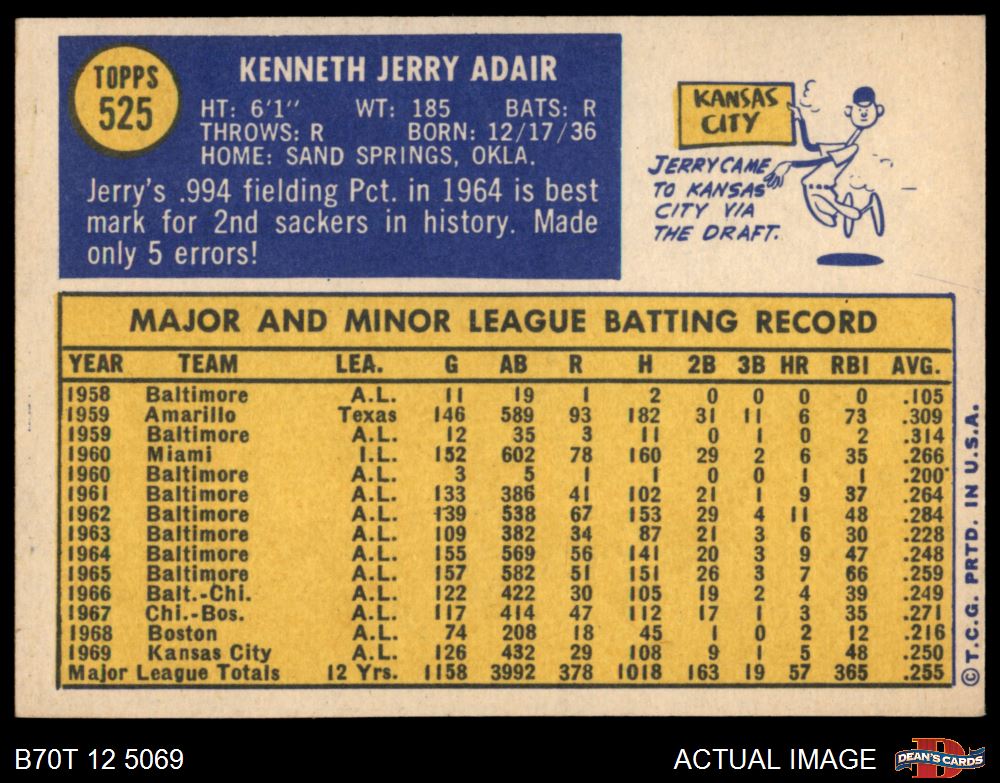 TOPPS
525
KENNETH JERRY ADAIR
HT: 6'1" WT: 185 BATS: R
THROWS: R BORN: 12/17/36
HOME: SAND SPRINGS, OKLA.
Jerry's .994 fielding Pct. in 1964 is best
mark for 2nd sackers in history. Made
only 5 errors!
KANSAS
CITY
JERRY CAME
TO KANSAS
CITY VIA
THE DRAFT.
MAJOR AND MINOR LEAGUE BATTING RECORD
YEAR TEAM LEA. G AB R H 2B 3B HR RBI AVG.
1958 Baltimore A.L. 11 19 1 2 0 0 0 0 .105
1959 Amarillo Texas 146 589 93 182 31 11 6 73 .309
1959 Baltimore A.L. 12 35 3 11 0 1 0 2 .314
1960 Miami I.L. 152 602 78 160 29 2 6 35 .266
1960 Baltimore A.L. 3 5 1 1 0 0 1 1 .200
1961 Baltimore A.L. 133 386 41 102 21 1 9 37 .264
1962 Baltimore A.L. 139 538 67 153 29 4 11 48 .284
1963 Baltimore A.L. 109 382 34 87 21 3 6 30 .228
1964 Baltimore A.L. 155 569 56 141 20 3 9 47 .248
1965 Baltimore A.L. 157 582 51 151 26 3 7 66 .259
1966 Balt.-Chi. A.L. 122 422 30 105 19 2 4 39 .249
1967 Chi.-Bos. A.L. 117 414 47 112 17 1 3 35 .271
1968 Boston A.L. 74 208 18 45 1 0 2 12 .216
1969 Kansas City A.L. 126 432 29 108 9 1 5 48 .250
Major League Totals 12 Yrs. 1158 3992 378 1018 163 19 57 365 .255
©T.C.G. PRTD. IN U.S.A.
B70T 12 5069
ACTUAL IMAGE
D
DEAN'S CARDS